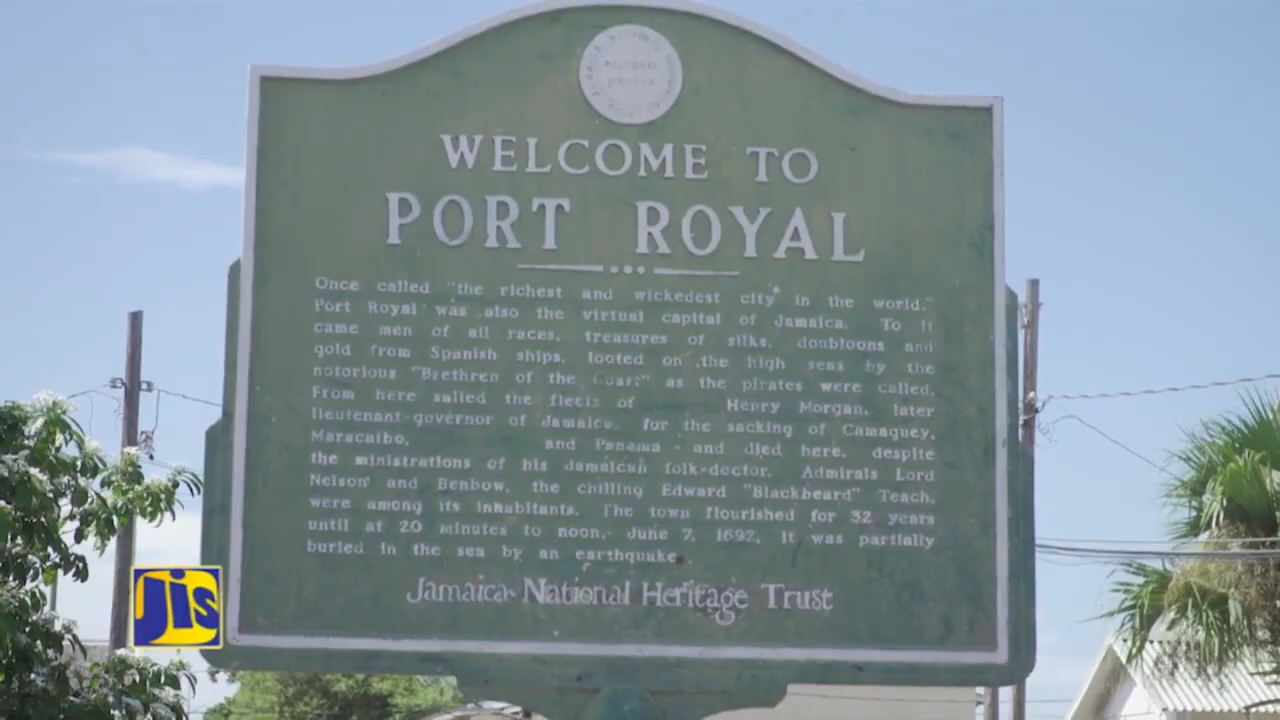 WELCOME TO
PORT ROYAL
Once called "the richest and wickedest city in the world,"
Port Royal was also the virtual capital of Jamaica. To it
came men of all races, treasures of silks, doubloons and
gold from Spanish ships, looted on the high seas by the
notorious "Brethren of the Coast" as the pirates were called.
From here sailed the fleets of Henry Morgan, later
lieutenant-governor of Jamaica, for the sacking of Camaguey,
Maracaibo, and Panama - and died here, despite
the ministrations of his Jamaican folk-doctor. Admirals Lord
Nelson and Benbow, the chilling Edward "Blackbeard" Teach,
were among its inhabitants. The town flourished for 32 years
until at 20 minutes to noon, June 7, 1692, it was partially
buried in the sea by an earthquake.
Jamaica National Heritage Trust
Jis